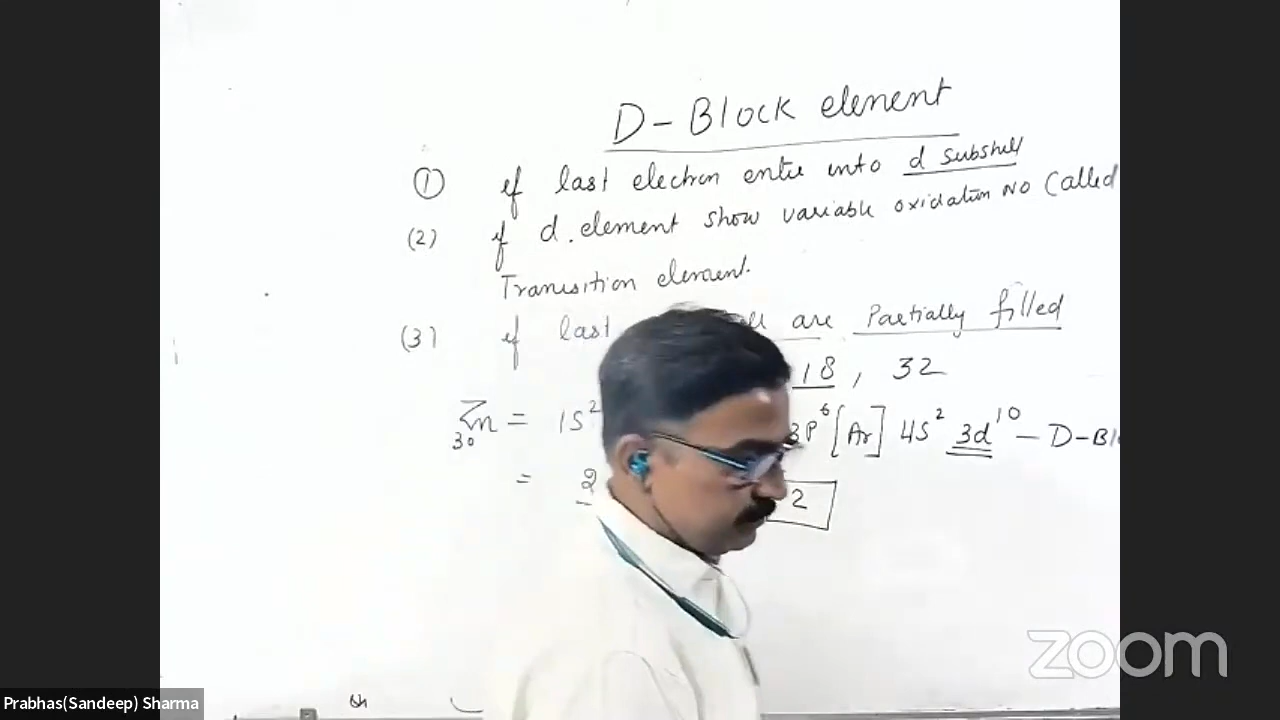 D-Block element
(1) if last electron entre into d subshell
(2) if d.element show variable oxidation NO Called
Transition element.
(3) if last are Partially filled
18, 32
30Zn = 1S² 3P⁶ [Ar] 4S² 3d¹⁰ - D-Bl
= 2 2
zoom
Prabhas(Sandeep) Sharma